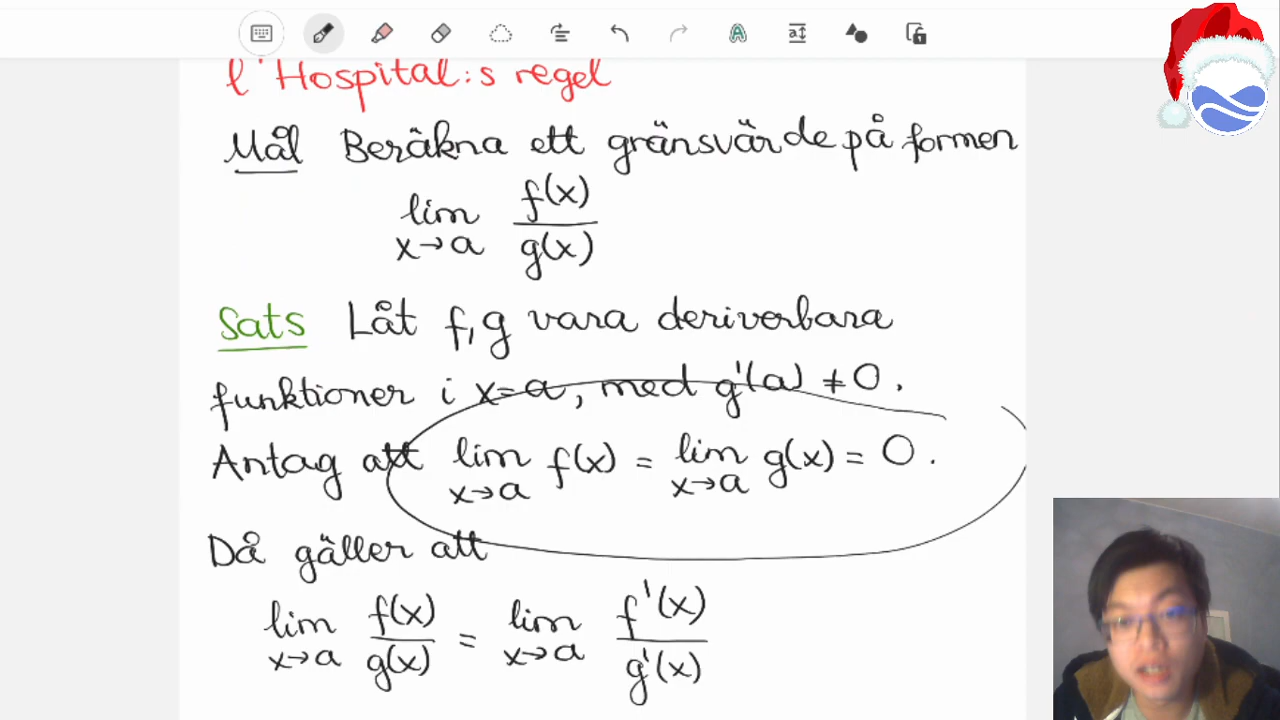 l'Hospital:s regel
Mål Beräkna ett gränsvärde på formen
lim x→a f(x)/g(x)
Sats Låt f,g vara deriverbara
funktioner i x=a, med g'(a) ≠ 0.
Antag att lim x→a f(x) = lim x→a g(x) = 0.
Då gäller att
lim x→a f(x)/g(x) = lim x→a f'(x)/g'(x)